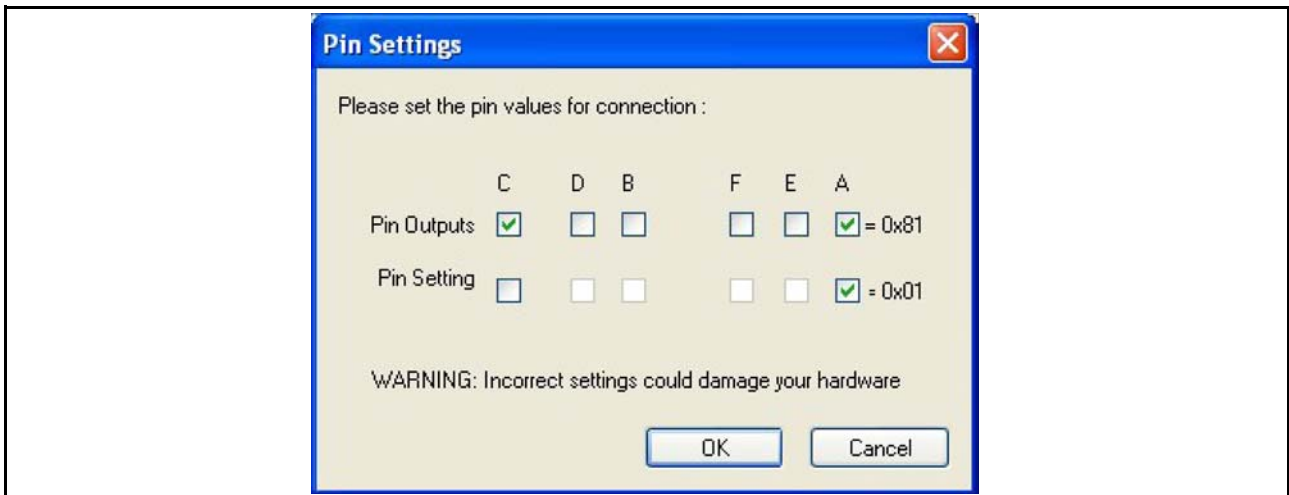 Pin Settings
Please set the pin values for connection :
C D B F E A
Pin Outputs = 0x81
Pin Setting = 0x01
WARNING: Incorrect settings could damage your hardware
OK Cancel